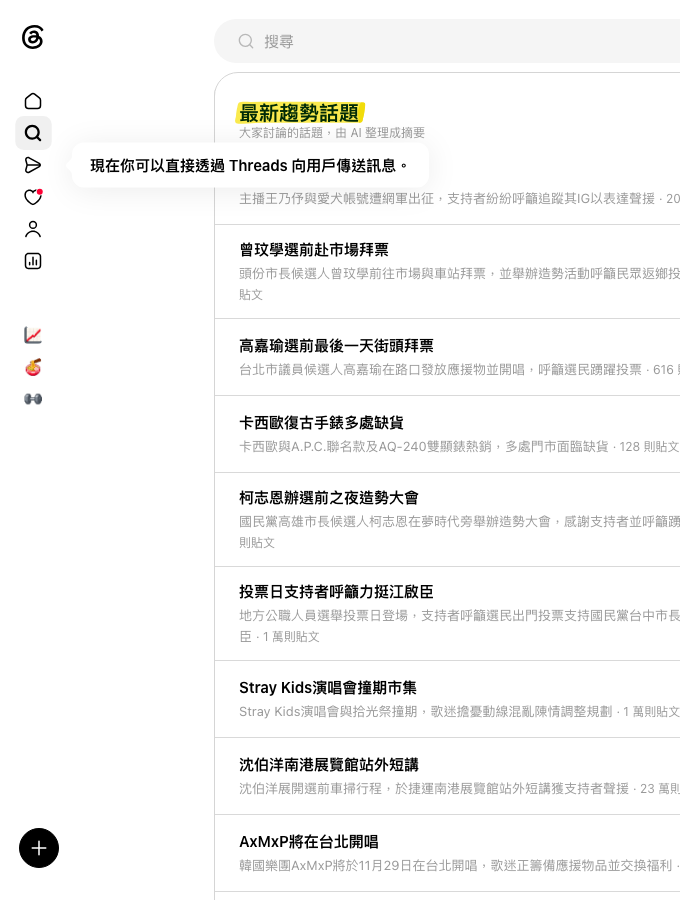 搜尋
最新趨勢話題
大家討論的話題，由 AI 整理成摘要
現在你可以直接透過 Threads 向用戶傳送訊息。
主播王乃伃與愛犬帳號遭網軍出征，支持者紛紛呼籲追蹤其IG以表達聲援 · 20
曾玟學選前赴市場拜票
頭份市長候選人曾玟學前往市場與車站拜票，並舉辦造勢活動呼籲民眾返鄉投
貼文
高嘉瑜選前最後一天街頭拜票
台北市議員候選人高嘉瑜在路口發放應援物並開唱，呼籲選民踴躍投票 · 616
卡西歐復古手錶多處缺貨
卡西歐與A.P.C.聯名款及AQ-240雙顯錶熱銷，多處門市面臨缺貨 · 128 則貼文
柯志恩辦選前之夜造勢大會
國民黨高雄市長候選人柯志恩在夢時代旁舉辦造勢大會，感謝支持者並呼籲踴
則貼文
投票日支持者呼籲力挺江啟臣
地方公職人員選舉投票日登場，支持者呼籲選民出門投票支持國民黨台中市長
臣 · 1 萬則貼文
Stray Kids演唱會撞期市集
Stray Kids演唱會與拾光祭撞期，歌迷擔憂動線混亂陳情調整規劃 · 1 萬則貼文
沈伯洋南港展覽館站外短講
沈伯洋展開選前車掃行程，於捷運南港展覽館站外短講獲支持者聲援 · 23 萬則
AxMxP將在台北開唱
韓國樂團AxMxP將於11月29日在台北開唱，歌迷正籌備應援物品並交換福利 ·